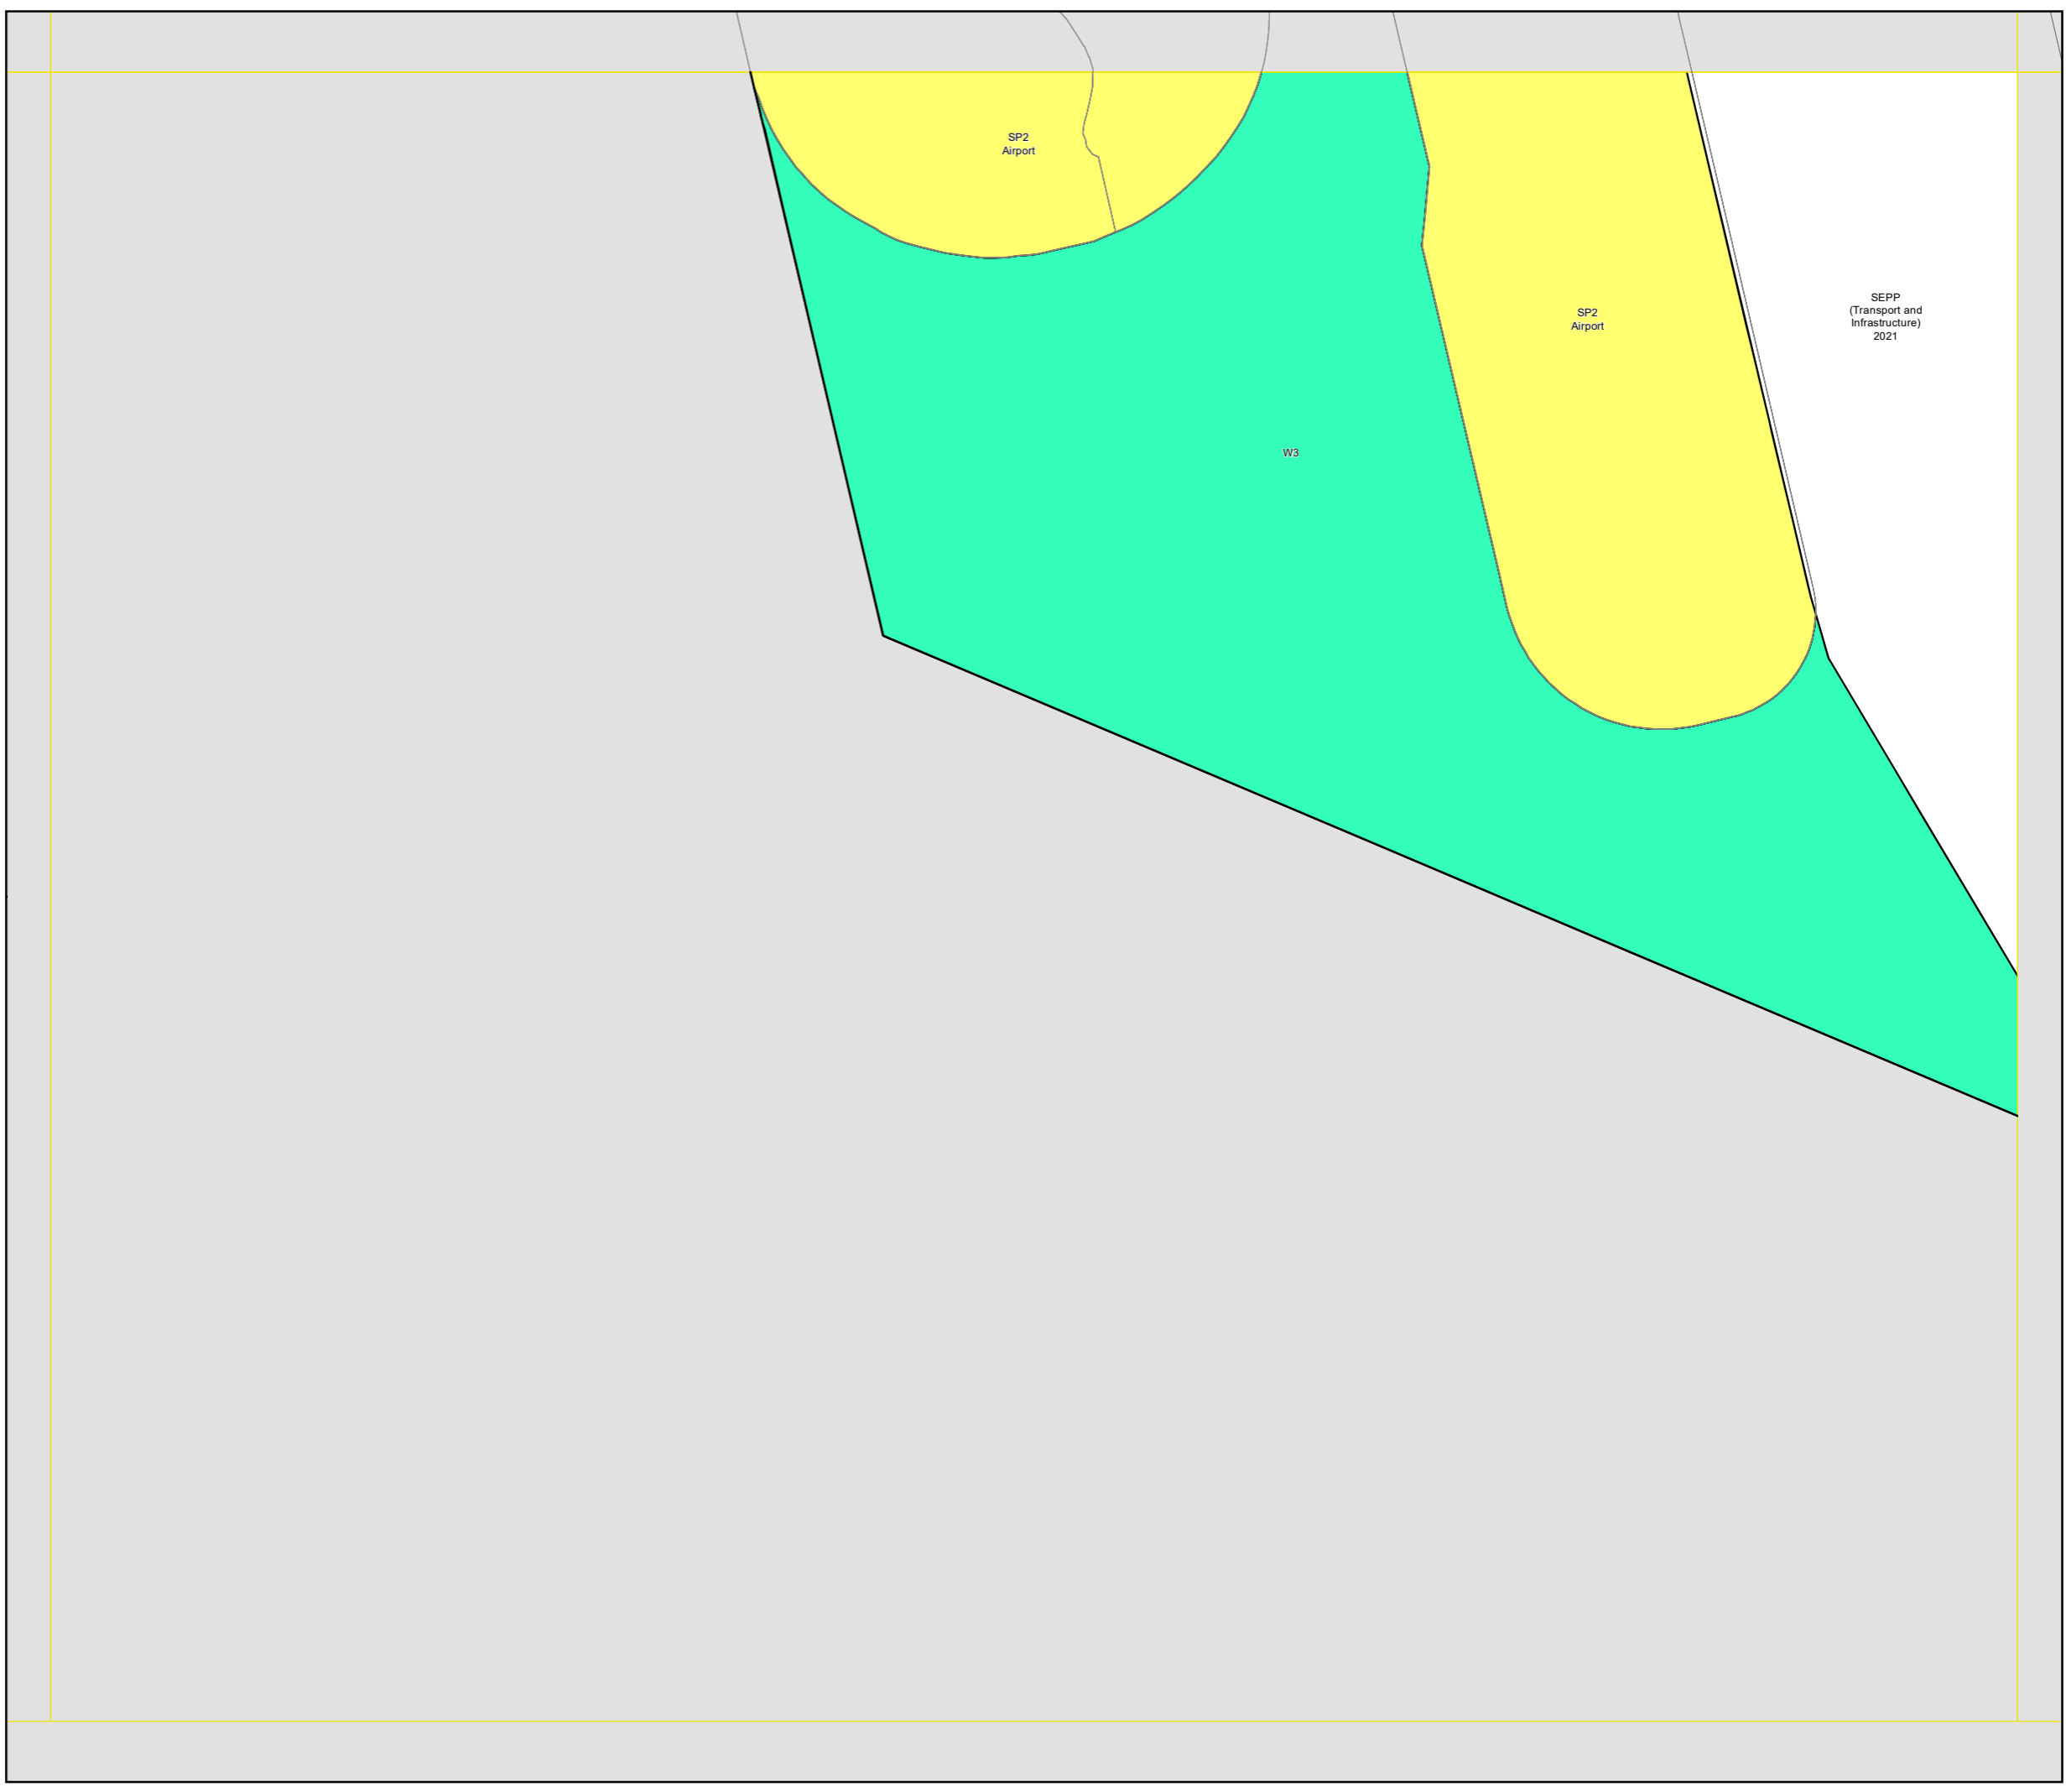 SP2
Airport
SEPP
(Transport and
Infrastructure)
2021
SP2
Airport
W3